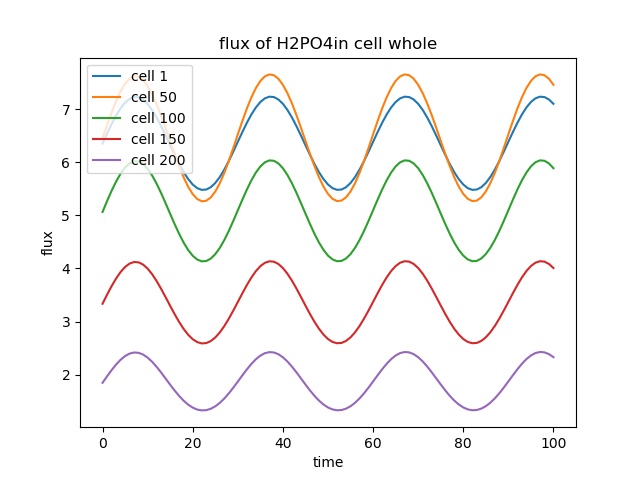 flux of H2PO4in cell whole
cell 1
cell 50
cell 100
cell 150
cell 200
7
6
5
4
3
2
flux
0 20 40 60 80 100
time